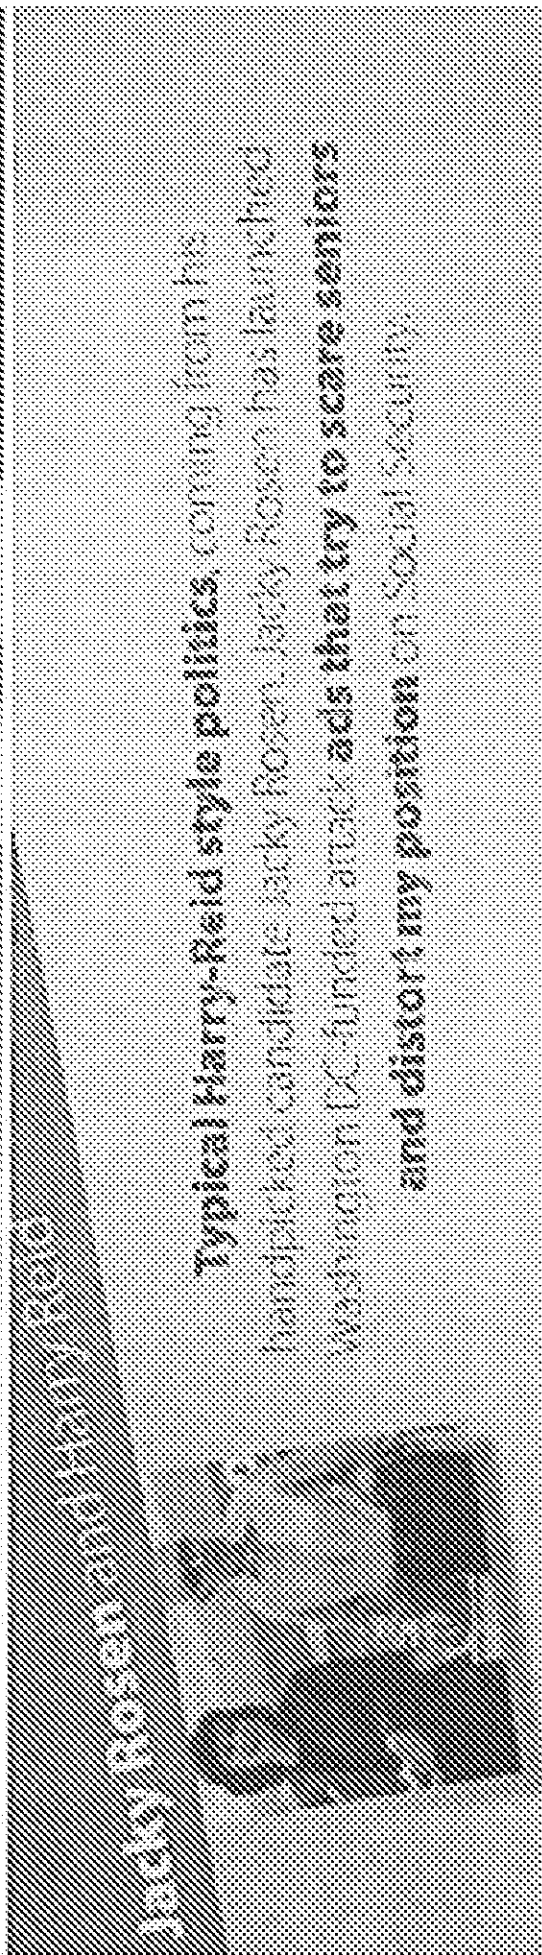 Jacky Rosen and Harry Reid
Typical Harry-Reid style politics, coming from his
handpicked candidate Jacky Rosen. Jacky Rosen has launched
Washington DC-funded attack ads that try to scare seniors
and distort my position on Social Security.